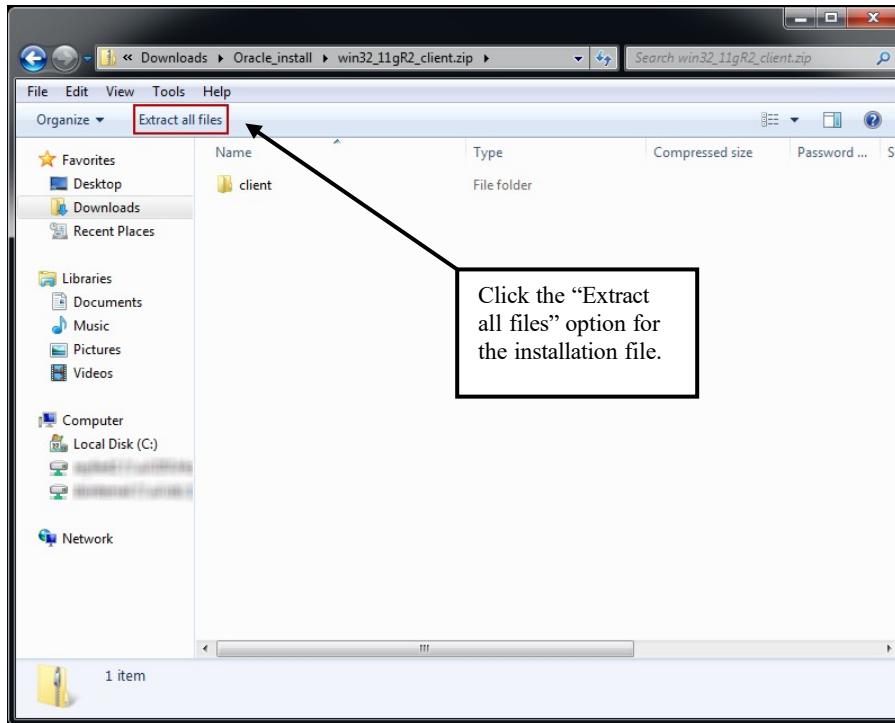 « Downloads ▸ Oracle_install ▸ win32_11gR2_client.zip ▸
Search win32_11gR2_client.zip
File Edit View Tools Help
Organize Extract all files
Name Type Compressed size Password ... S
Favorites
Desktop
Downloads
Recent Places
Libraries
Documents
Music
Pictures
Videos
Computer
Local Disk (C:)
Network
client File folder
Click the “Extract
all files” option for
the installation file.
1 item